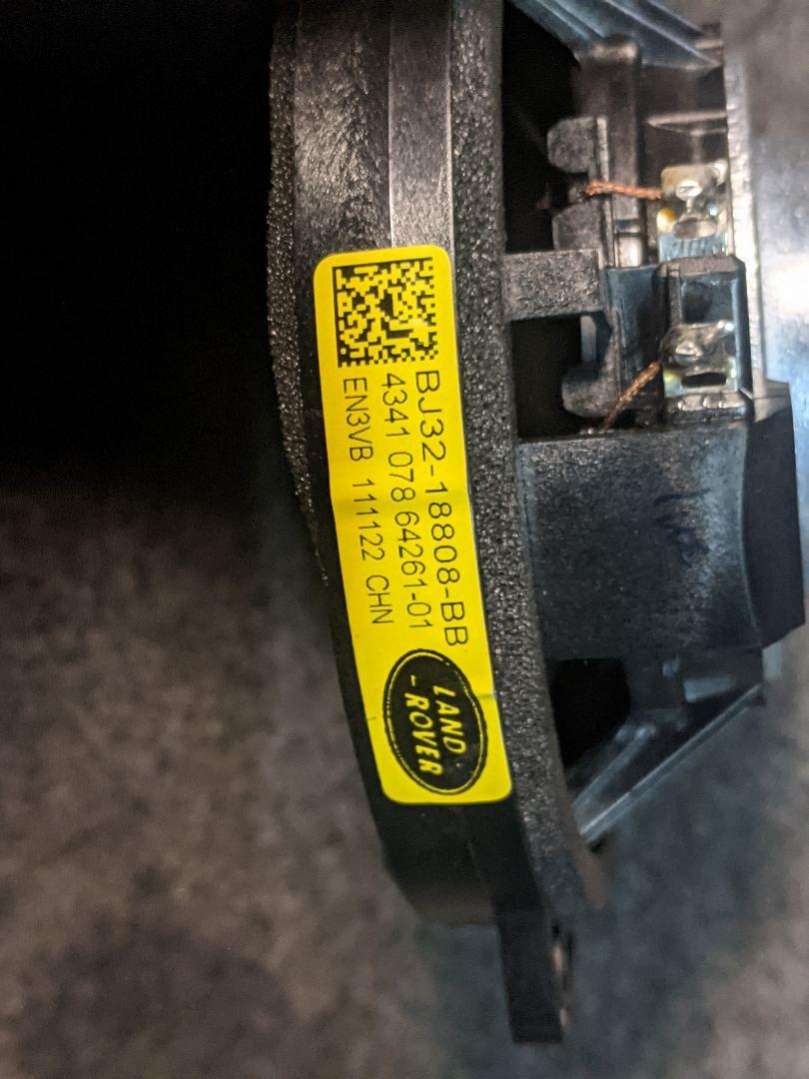 BJ32-18808-BB
4341 078 64261-01
EN3VB 111122 CHN
LAND
-ROVER